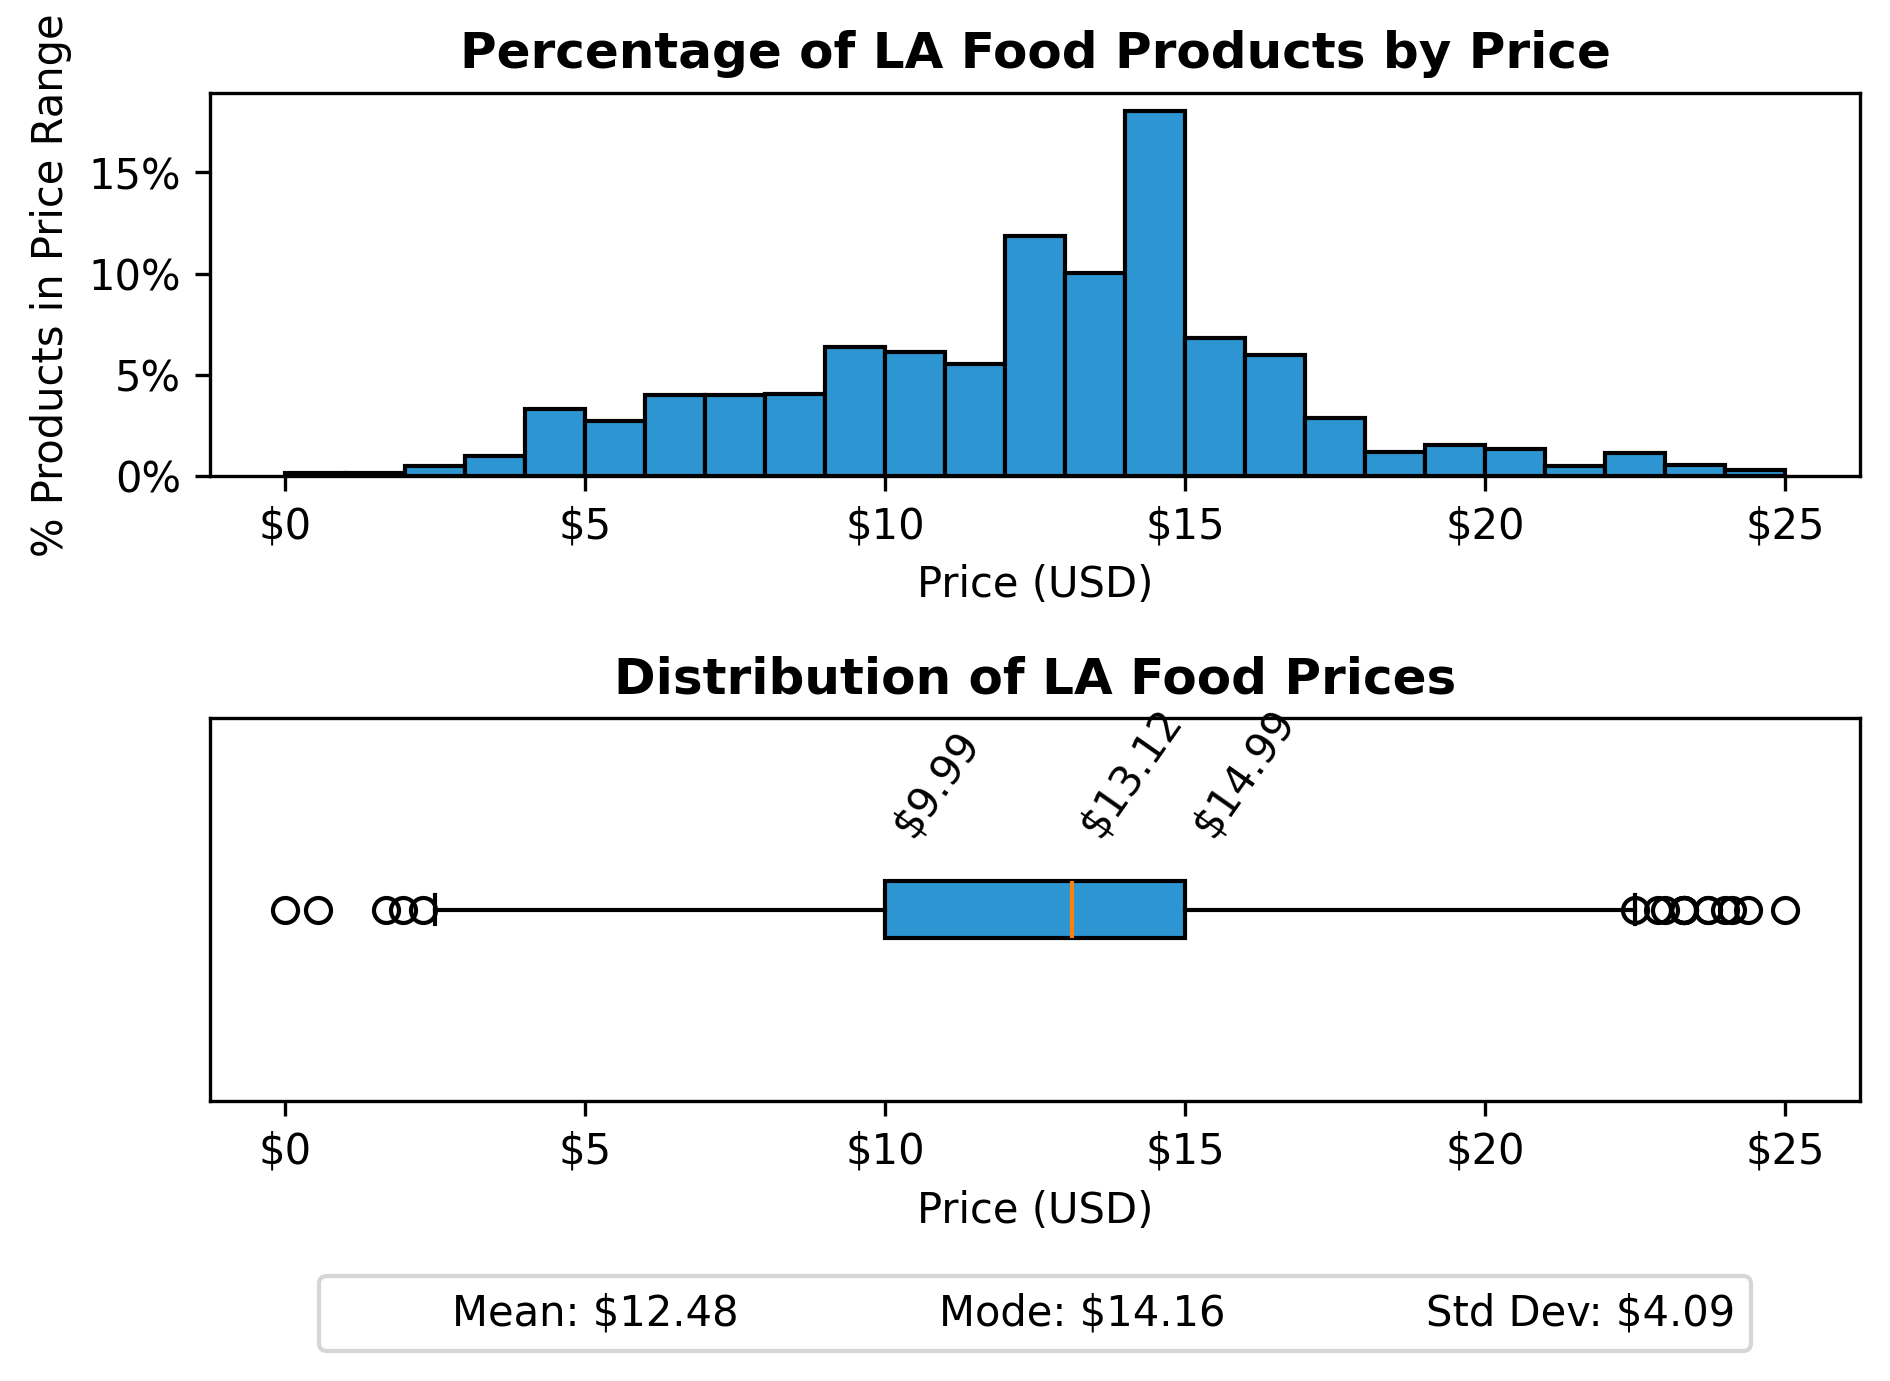 Percentage of LA Food Products by Price
% Products in Price Range
15%
10%
5%
0%
$0 $5 $10 $15 $20 $25
Price (USD)
Distribution of LA Food Prices
$9.99 $13.12 $14.99
$0 $5 $10 $15 $20 $25
Price (USD)
Mean: $12.48 Mode: $14.16 Std Dev: $4.09